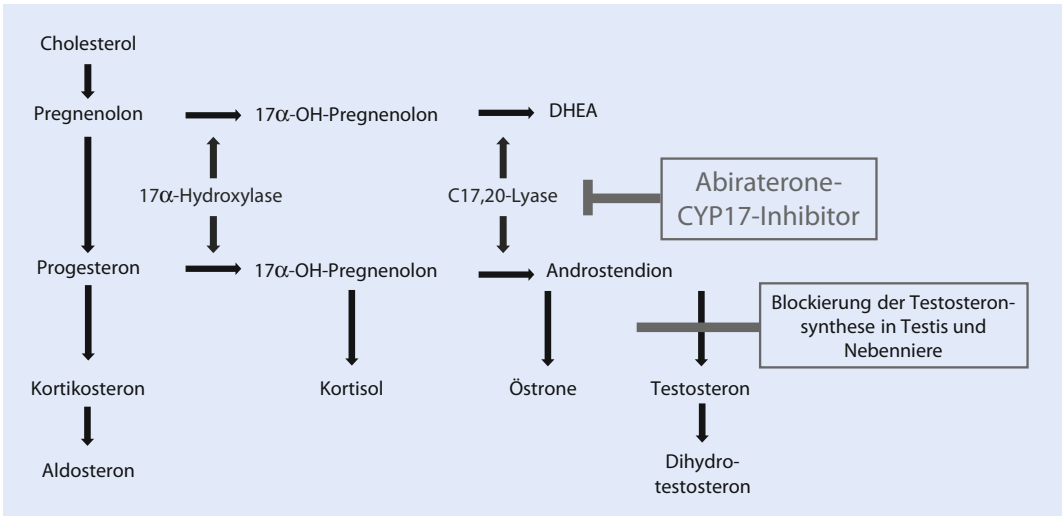 Cholesterol
Pregnenolon
17α-OH-Pregnenolon
DHEA
17α-Hydroxylase
C17,20-Lyase
Abiraterone-
CYP17-Inhibitor
Progesteron
17α-OH-Pregnenolon
Androstendion
Blockierung der Testosteron-
synthese in Testis und
Nebenniere
Kortikosteron
Kortisol
Östrone
Testosteron
Aldosteron
Dihydro-
testosteron